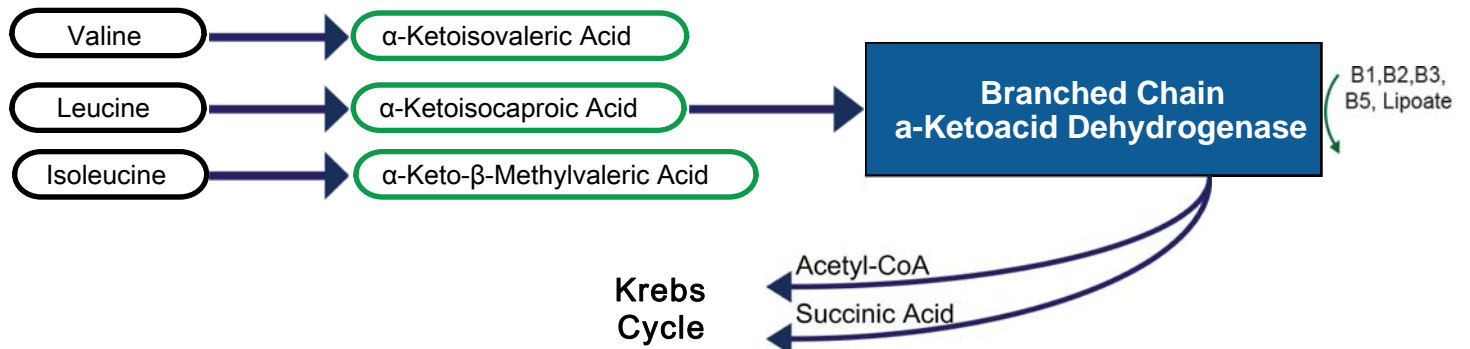 Valine
α-Ketoisovaleric Acid
Leucine
α-Ketoisocaproic Acid
Isoleucine
α-Keto-β-Methylvaleric Acid
Branched Chain
a-Ketoacid Dehydrogenase
B1,B2,B3,
B5, Lipoate
Acetyl-CoA
Succinic Acid
Krebs
Cycle